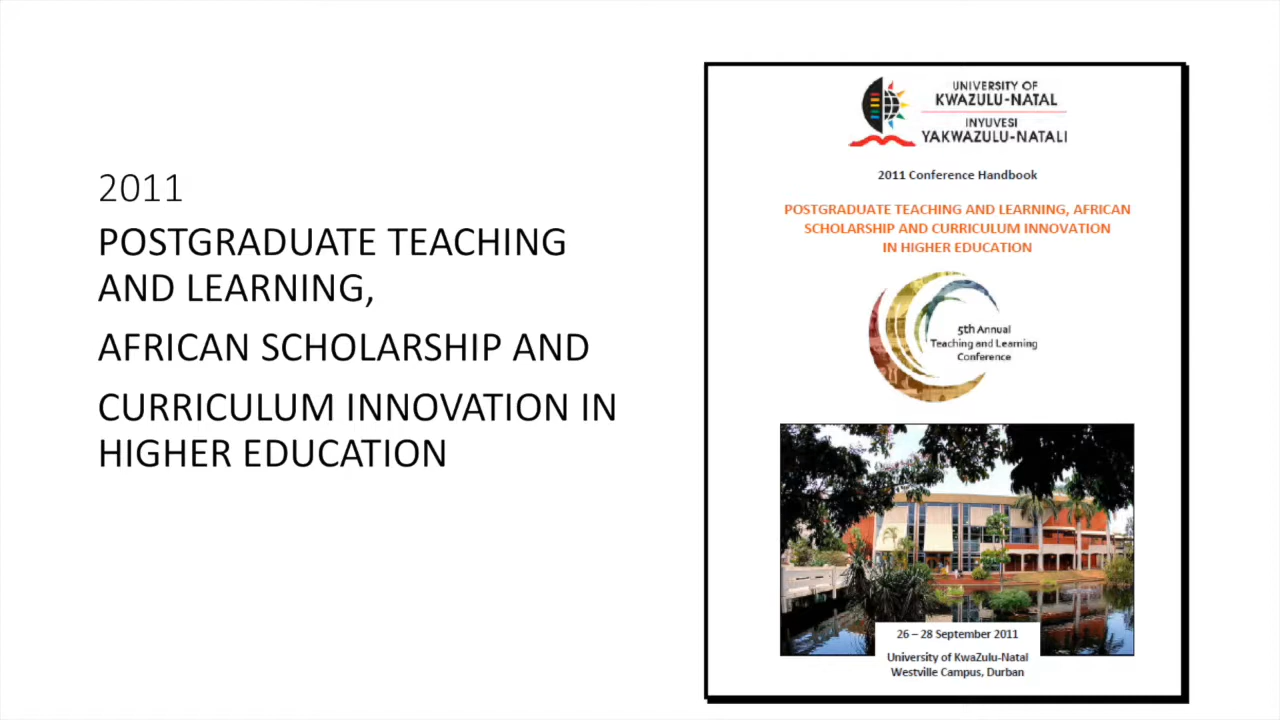 2011
POSTGRADUATE TEACHING
AND LEARNING,
AFRICAN SCHOLARSHIP AND
CURRICULUM INNOVATION IN
HIGHER EDUCATION
UNIVERSITY OF
KWAZULU-NATAL
INYUVESI
YAKWAZULU-NATALI
2011 Conference Handbook
POSTGRADUATE TEACHING AND LEARNING, AFRICAN
SCHOLARSHIP AND CURRICULUM INNOVATION
IN HIGHER EDUCATION
5th Annual
Teaching and Learning
Conference
26 – 28 September 2011
University of KwaZulu-Natal
Westville Campus, Durban